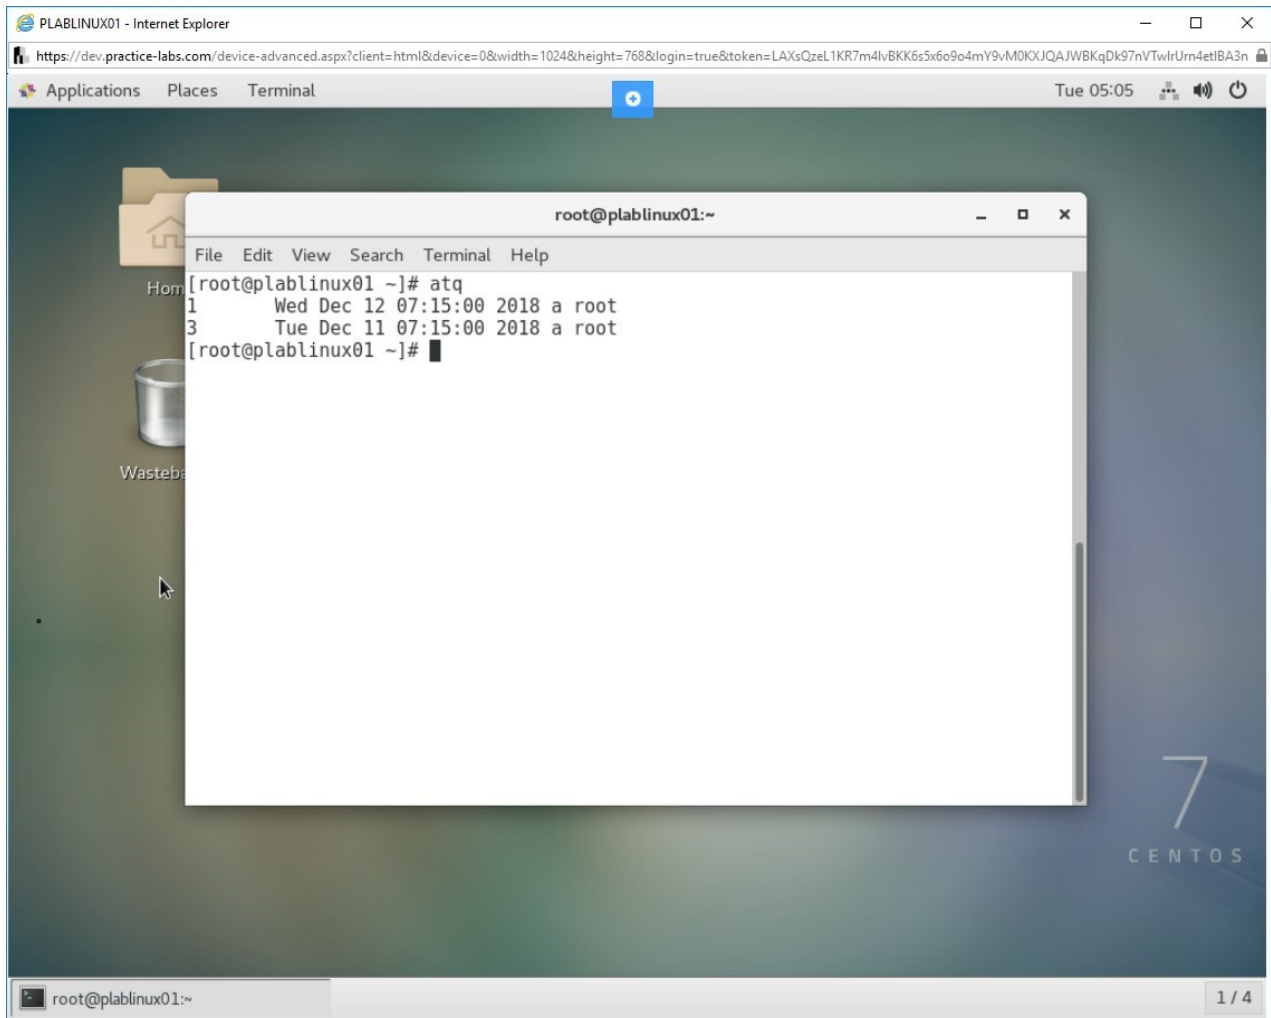 PLABLINUX01 - Internet Explorer
https://dev.practice-labs.com/device-advanced.aspx?client=html&device=0&width=1024&height=768&login=true&token=LAXsQzeL1KR7m4lvBKK6s5x6o9o4mY9vM0KXJQAJWBKqDk97nVTwlrUrn4etlBA3n
Applications Places Terminal Tue 05:05
root@plablinux01:~
File Edit View Search Terminal Help
[root@plablinux01 ~]# atq
1 Wed Dec 12 07:15:00 2018 a root
3 Tue Dec 11 07:15:00 2018 a root
[root@plablinux01 ~]#
Hom
Wasteba
7
CENTOS
root@plablinux01:~ 1 / 4